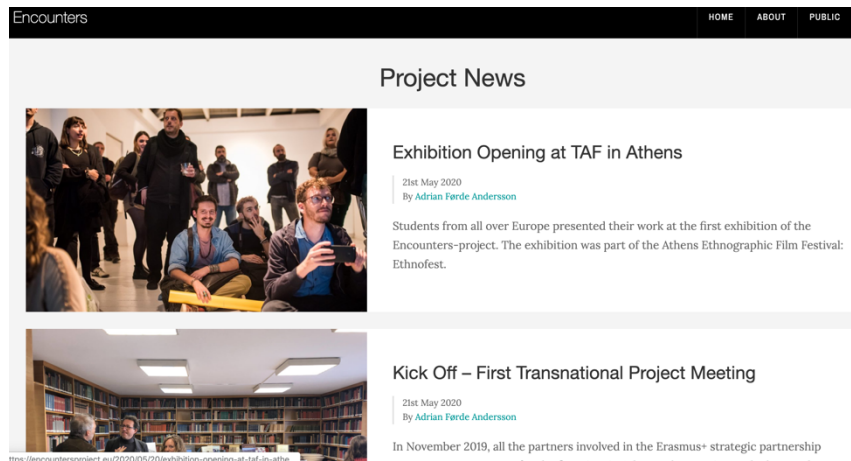 Encounters
HOME ABOUT PUBLIC
Project News
Exhibition Opening at TAF in Athens
21st May 2020
By Adrian Førde Andersson
Students from all over Europe presented their work at the first exhibition of the
Encounters-project. The exhibition was part of the Athens Ethnographic Film Festival:
Ethnofest.
Kick Off – First Transnational Project Meeting
21st May 2020
By Adrian Førde Andersson
In November 2019, all the partners involved in the Erasmus+ strategic partnership
ttps://encountersproject.eu/2020/05/20/exhibition-opening-at-taf-in-athe